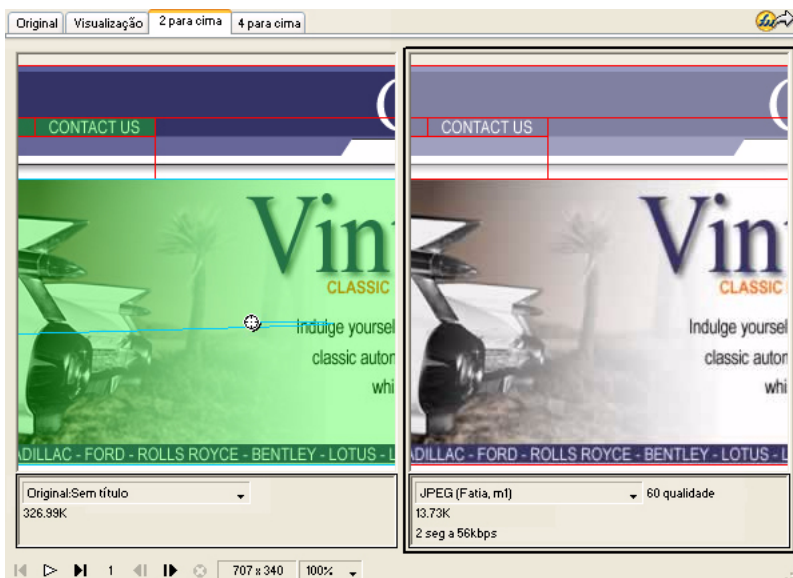 Original Visualização 2 para cima 4 para cima
CONTACT US
Vin
CLASSIC
Indulge yoursel
classic autor
whi
ADILLAC - FORD - ROLLS ROYCE - BENTLEY - LOTUS - L
Original:Sem título
326.99K
CONTACT US
Vin
CLASSIC
Indulge yoursel
classic autor
whi
ADILLAC - FORD - ROLLS ROYCE - BENTLEY - LOTUS - L
JPEG (Fatia, m1) 60 qualidade
13.73K
2 seg a 56kbps
1 707 x 340 100%